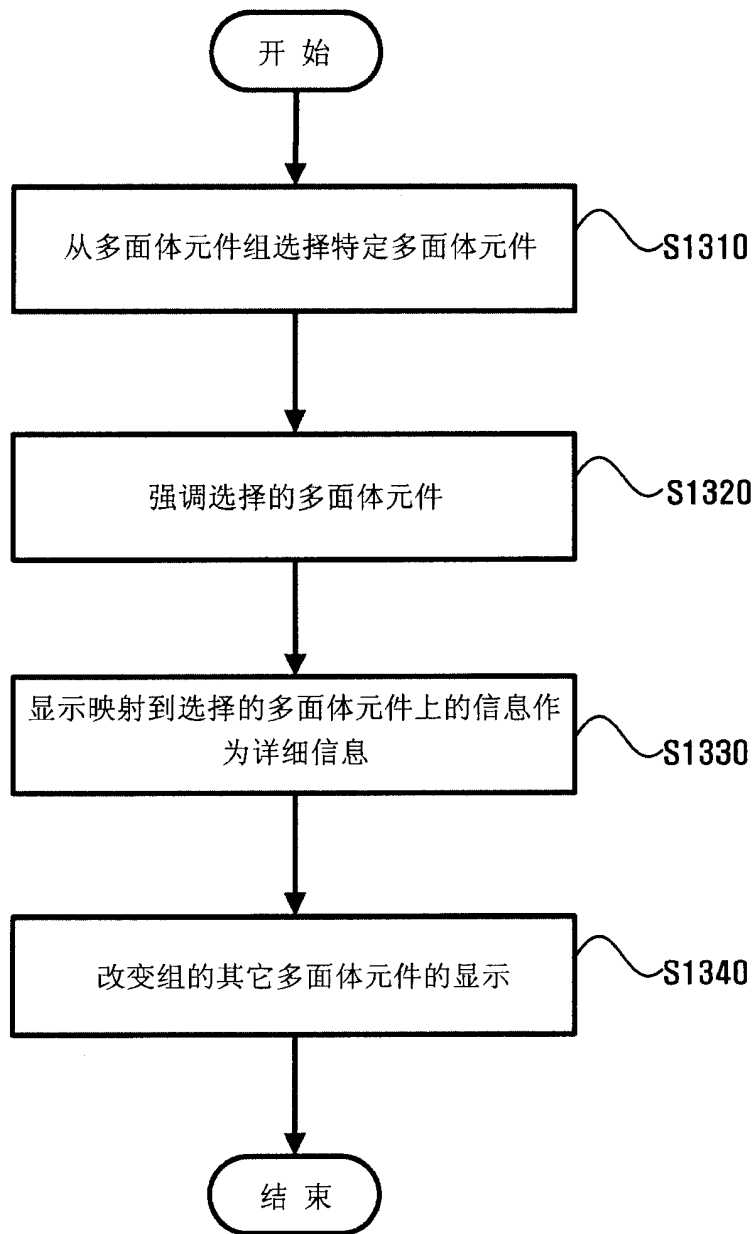 开始
从多面体元件组选择特定多面体元件
S1310
强调选择的多面体元件
S1320
显示映射到选择的多面体元件上的信息作
为详细信息
S1330
改变组的其它多面体元件的显示
S1340
结束